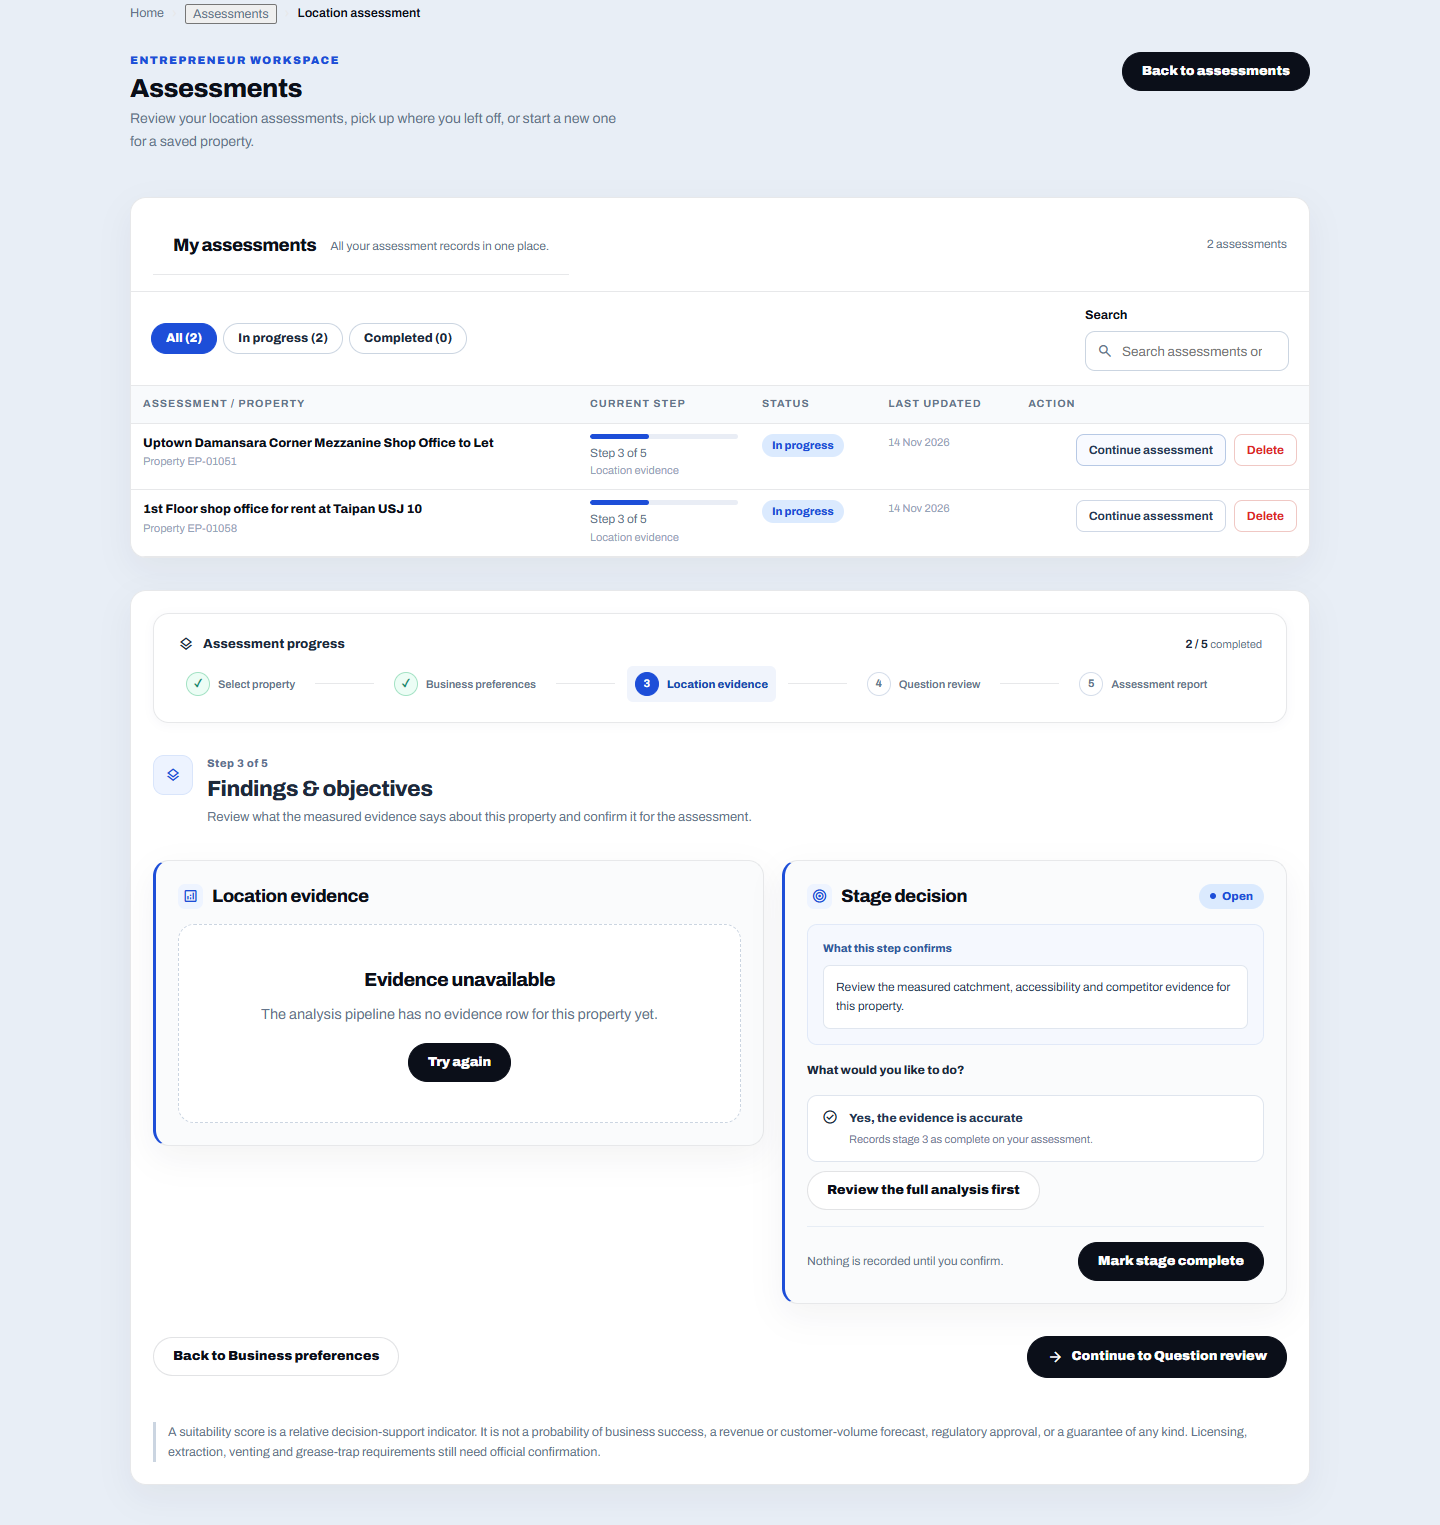 Home
Assessments
Location assessment
ENTREPRENEUR WORKSPACE
Assessments
Review your location assessments, pick up where you left off, or start a new one
for a saved property.
Back to assessments
My assessments
All your assessment records in one place.
2 assessments
All (2)
In progress (2)
Completed (0)
Search
Search assessments or
ASSESSMENT / PROPERTY
CURRENT STEP
STATUS
LAST UPDATED
ACTION
Uptown Damansara Corner Mezzanine Shop Office to Let
Property EP-01051
Step 3 of 5
Location evidence
In progress
14 Nov 2026
Continue assessment
Delete
1st Floor shop office for rent at Taipan USJ 10
Property EP-01058
Step 3 of 5
Location evidence
In progress
14 Nov 2026
Continue assessment
Delete
Assessment progress
2 / 5 completed
Select property
Business preferences
3 Location evidence
4 Question review
5 Assessment report
Step 3 of 5
Findings & objectives
Review what the measured evidence says about this property and confirm it for the assessment.
Location evidence
Evidence unavailable
The analysis pipeline has no evidence row for this property yet.
Try again
Stage decision
Open
What this step confirms
Review the measured catchment, accessibility and competitor evidence for
this property.
What would you like to do?
Yes, the evidence is accurate
Records stage 3 as complete on your assessment.
Review the full analysis first
Nothing is recorded until you confirm.
Mark stage complete
Back to Business preferences
Continue to Question review
A suitability score is a relative decision-support indicator. It is not a probability of business success, a revenue or customer-volume forecast, regulatory approval, or a guarantee of any kind. Licensing,
extraction, venting and grease-trap requirements still need official confirmation.